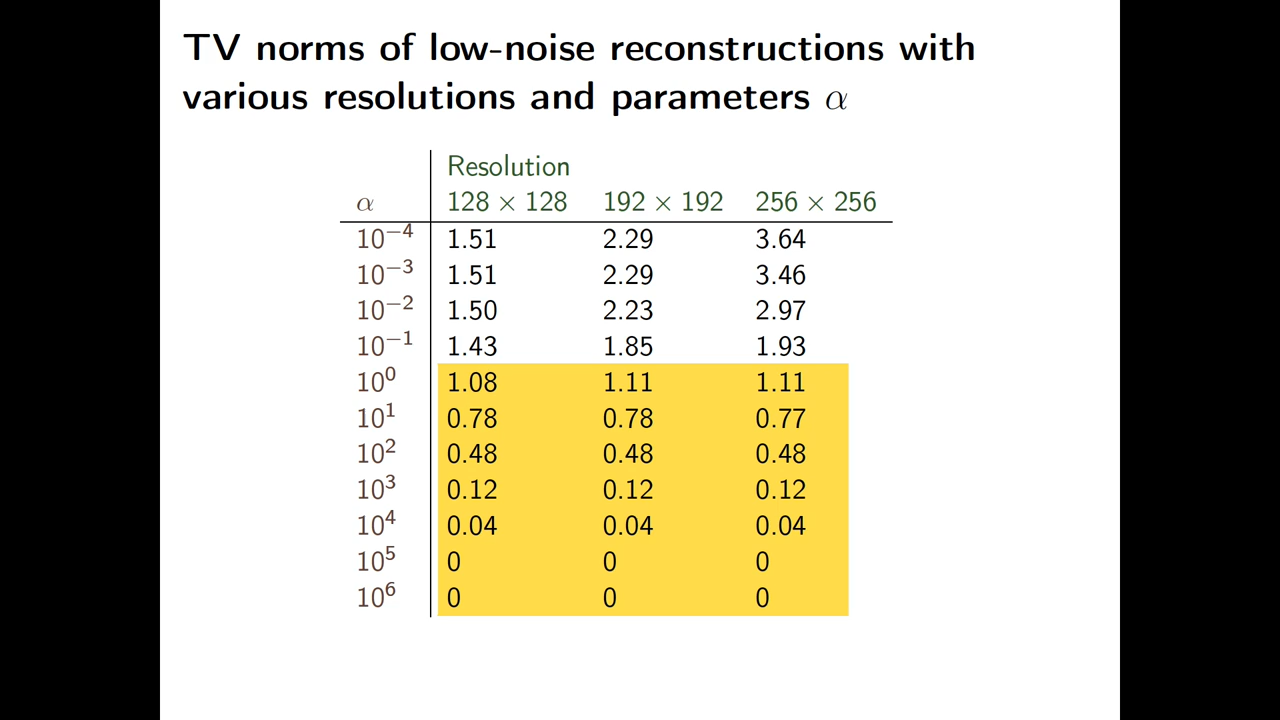 TV norms of low-noise reconstructions with
various resolutions and parameters α
Resolution
α 128 × 128 192 × 192 256 × 256
10⁻⁴ 1.51 2.29 3.64
10⁻³ 1.51 2.29 3.46
10⁻² 1.50 2.23 2.97
10⁻¹ 1.43 1.85 1.93
10⁰ 1.08 1.11 1.11
10¹ 0.78 0.78 0.77
10² 0.48 0.48 0.48
10³ 0.12 0.12 0.12
10⁴ 0.04 0.04 0.04
10⁵ 0 0 0
10⁶ 0 0 0